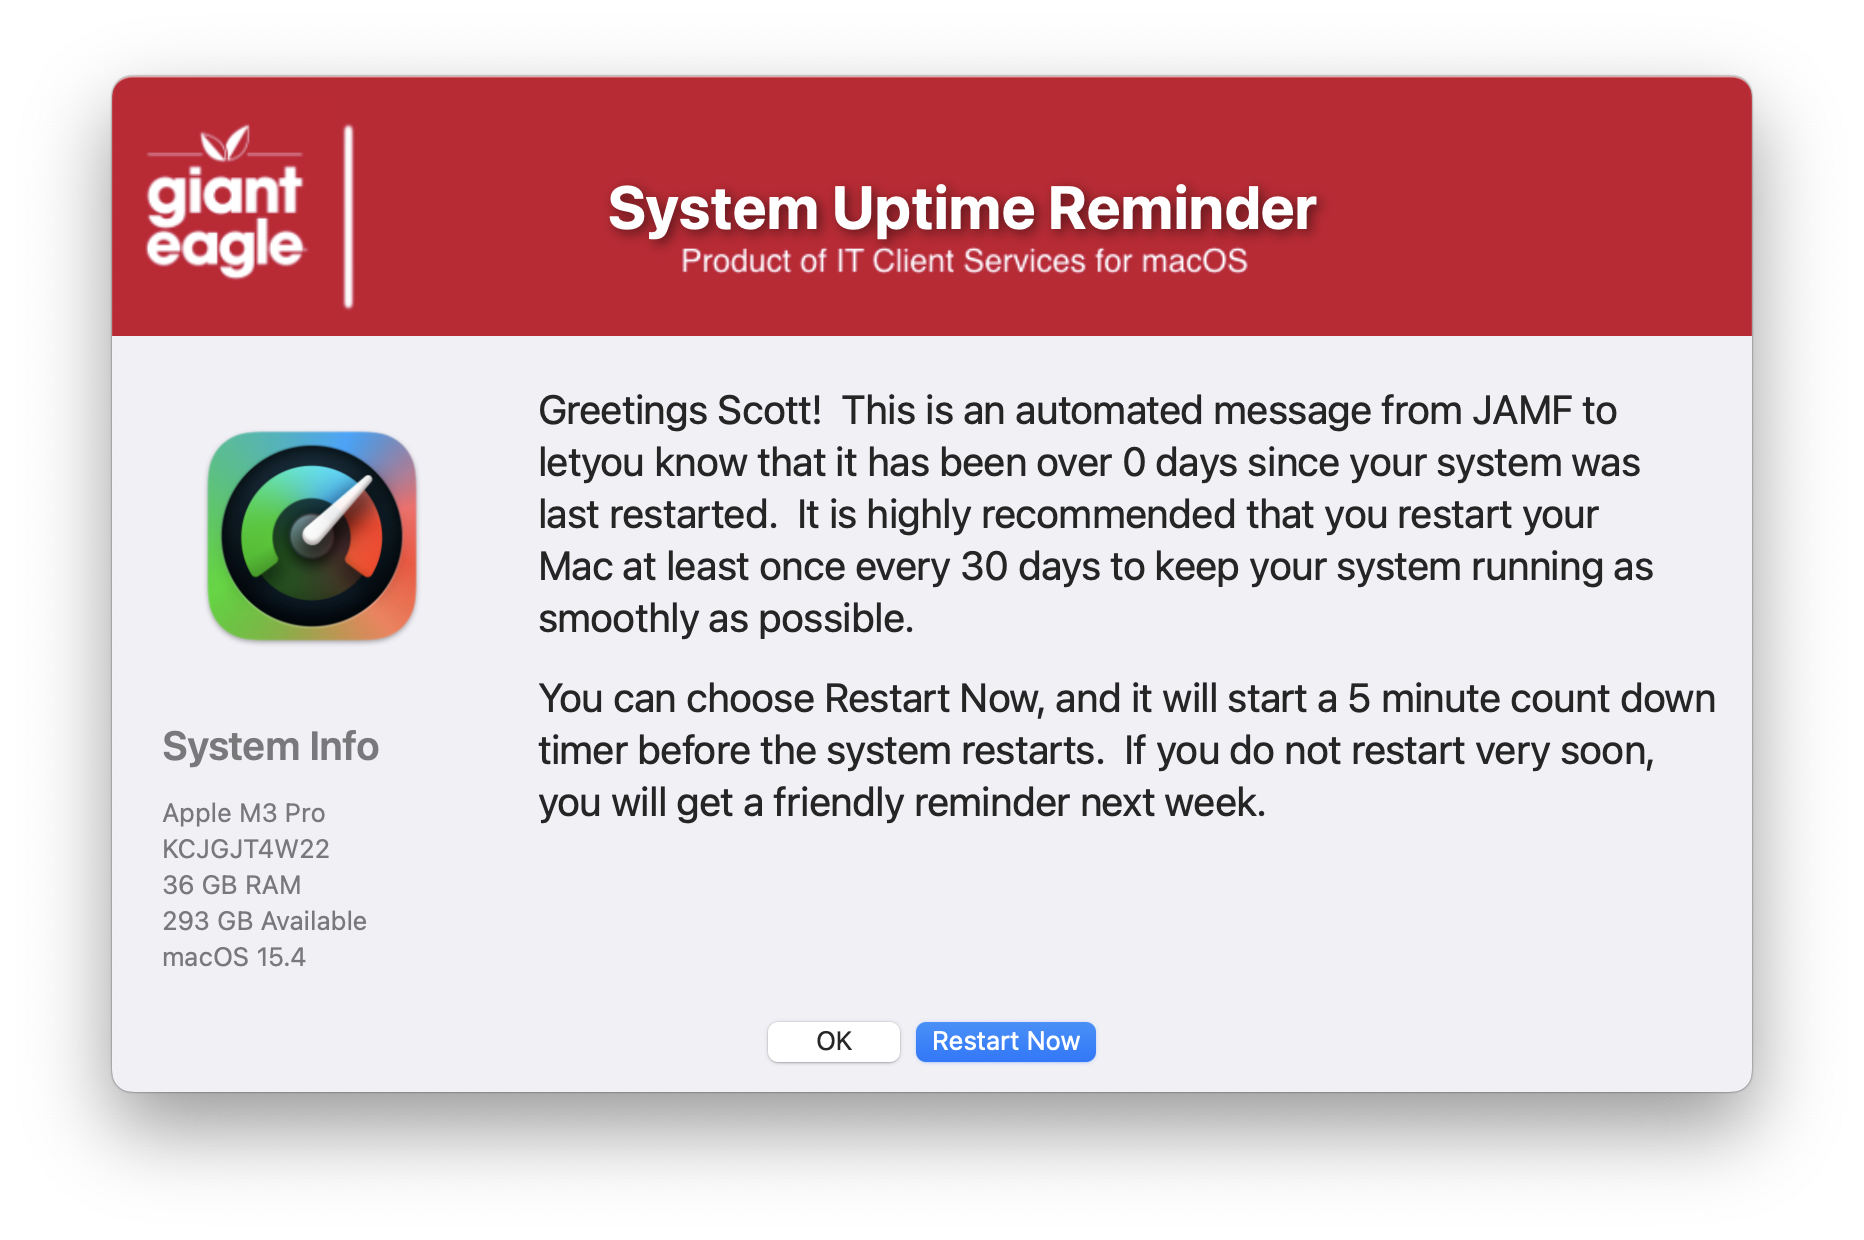 giant
eagle
System Uptime Reminder
Product of IT Client Services for macOS
Greetings Scott!  This is an automated message from JAMF to
letyou know that it has been over 0 days since your system was
last restarted.  It is highly recommended that you restart your
Mac at least once every 30 days to keep your system running as
smoothly as possible.
You can choose Restart Now, and it will start a 5 minute count down
timer before the system restarts.  If you do not restart very soon,
you will get a friendly reminder next week.
System Info
Apple M3 Pro
KCJGJT4W22
36 GB RAM
293 GB Available
macOS 15.4
OK
Restart Now